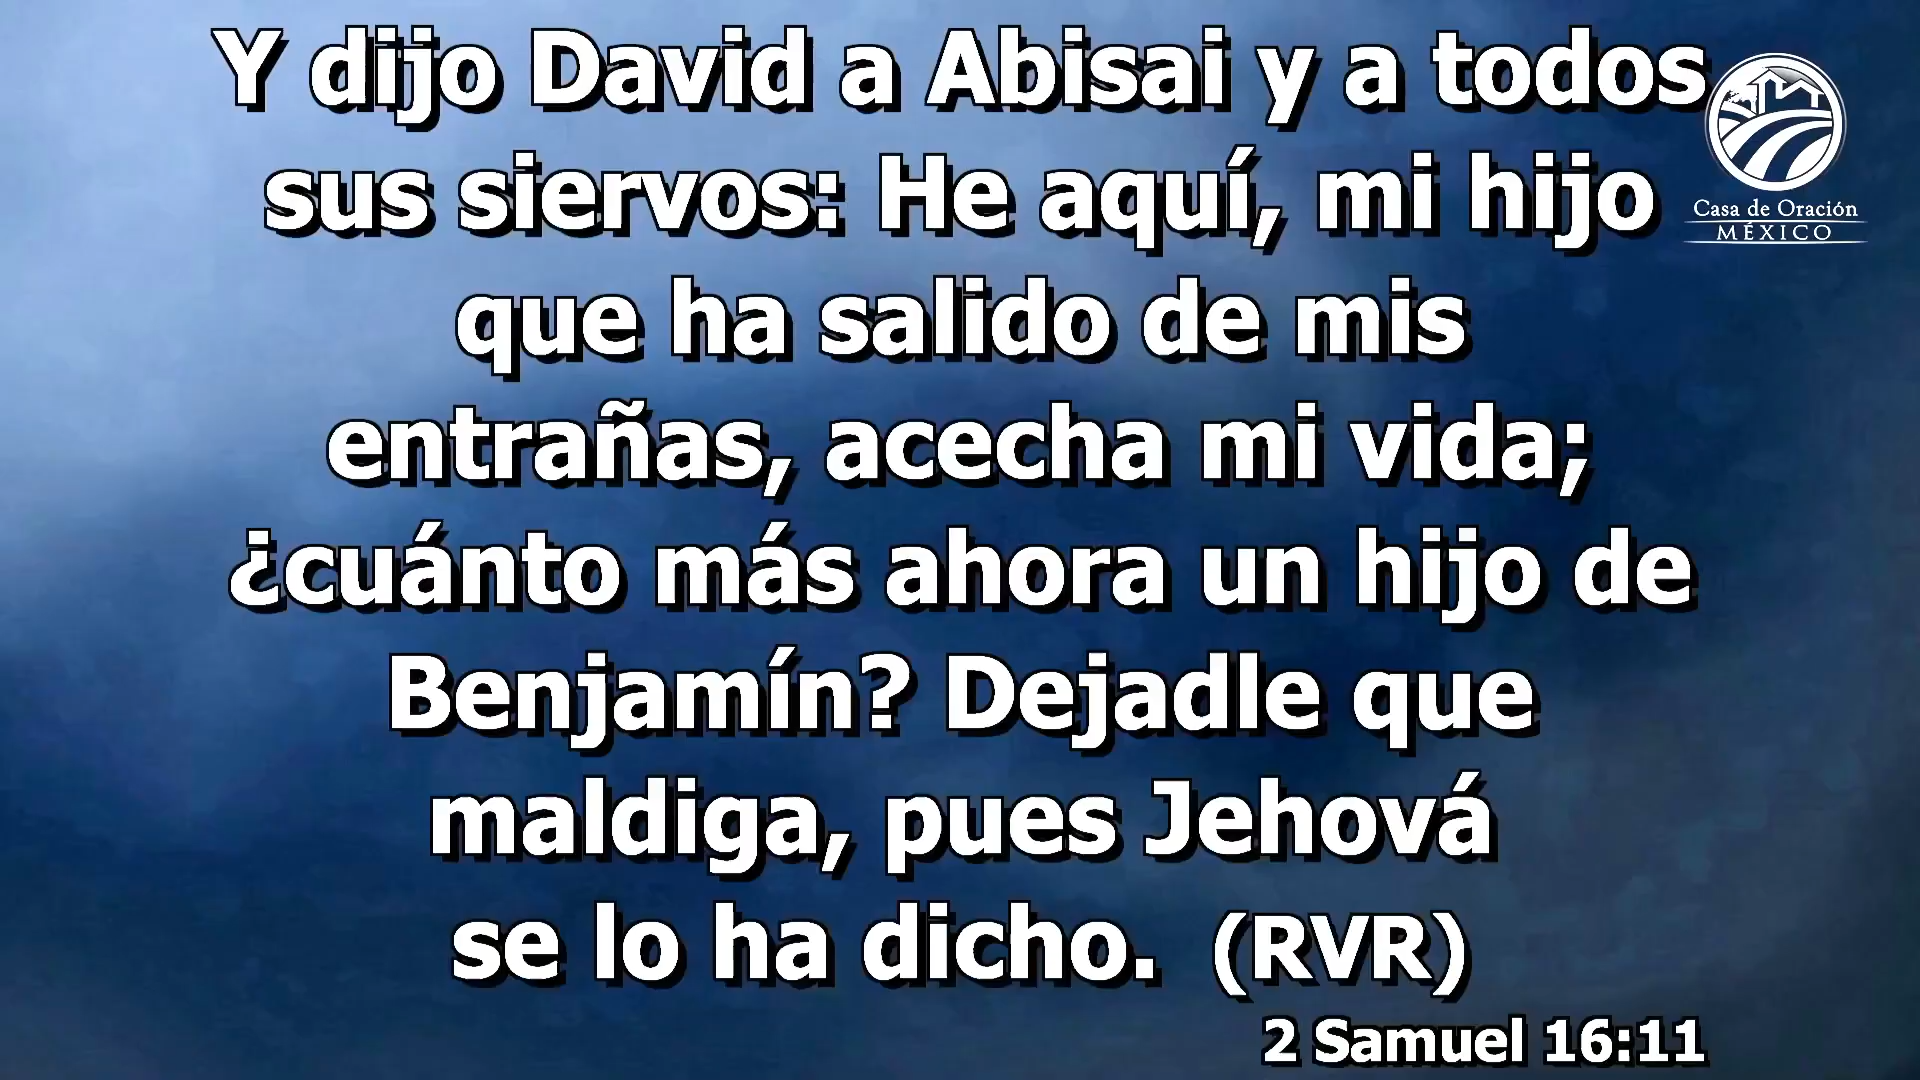 Y dijo David a Abisai y a todos
sus siervos: He aquí, mi hijo
que ha salido de mis
entrañas, acecha mi vida;
¿cuánto más ahora un hijo de
Benjamín? Dejadle que
maldiga, pues Jehová
se lo ha dicho. (RVR)
2 Samuel 16:11
Casa de Oración
MÉXICO